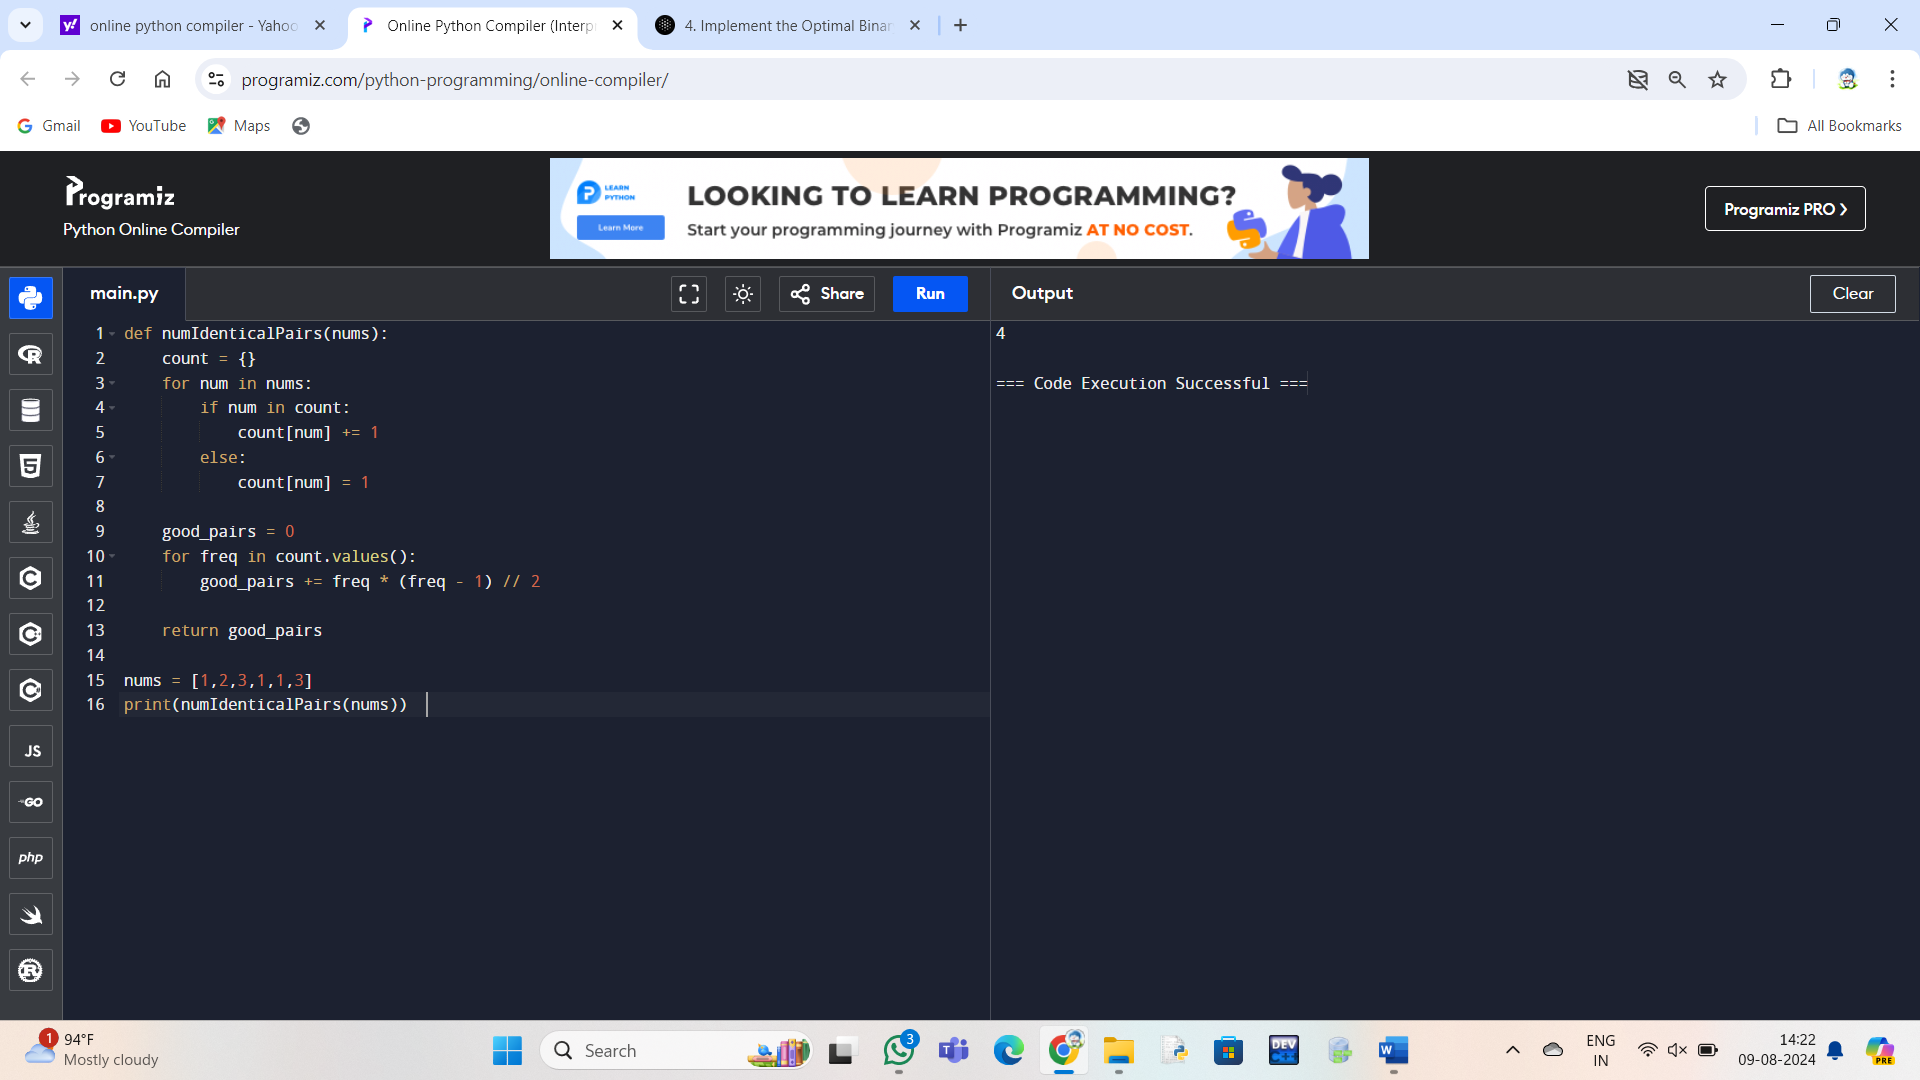 online python compiler - Yahoo
Online Python Compiler (Interpr
4. Implement the Optimal Binar
programiz.com/python-programming/online-compiler/
Gmail
YouTube
Maps
All Bookmarks
Programiz
Python Online Compiler
LEARN
PYTHON
Learn More
LOOKING TO LEARN PROGRAMMING?
Start your programming journey with Programiz AT NO COST.
Programiz PRO ›
main.py
Share
Run
Output
Clear
1 def numIdenticalPairs(nums):
2 count = {}
3 for num in nums:
4 if num in count:
5 count[num] += 1
6 else:
7 count[num] = 1
8
9 good_pairs = 0
10 for freq in count.values():
11 good_pairs += freq * (freq - 1) // 2
12
13 return good_pairs
14
15 nums = [1,2,3,1,1,3]
16 print(numIdenticalPairs(nums))
4
=== Code Execution Successful ===
R
5
C
C
C
JS
GO
php
R
1
94°F
Mostly cloudy
Search
3
T
DEV
C++
W
ENG
IN
14:22
09-08-2024
PRE